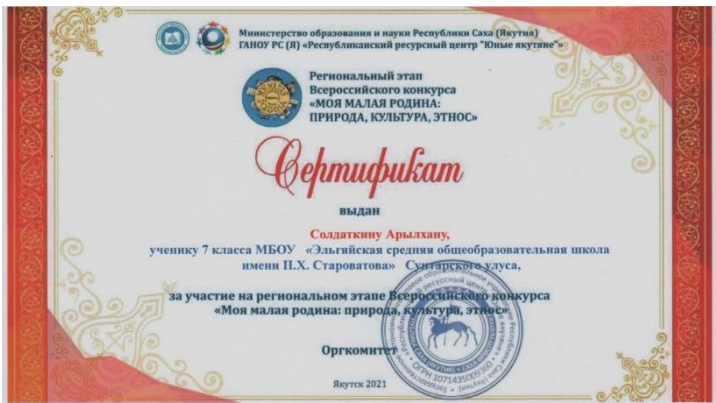 Министерство образования и науки Республики Саха (Якутия)
ГАНОУ РС (Я) «Республиканский ресурсный центр "Юные якутяне"»
Региональный этап
Всероссийского конкурса
«МОЯ МАЛАЯ РОДИНА:
ПРИРОДА, КУЛЬТУРА, ЭТНОС»
Сертификат
выдан
Солдаткину Арылхану,
ученику 7 класса МБОУ «Эльгяйская средняя общеобразовательная школа
имени П.Х. Староватова» Сунтарского улуса,
за участие на региональном этапе Всероссийского конкурса
«Моя малая родина: природа, культура, этнос»
Оргкомитет
Якутск 2021
ОГРН 1071435009360